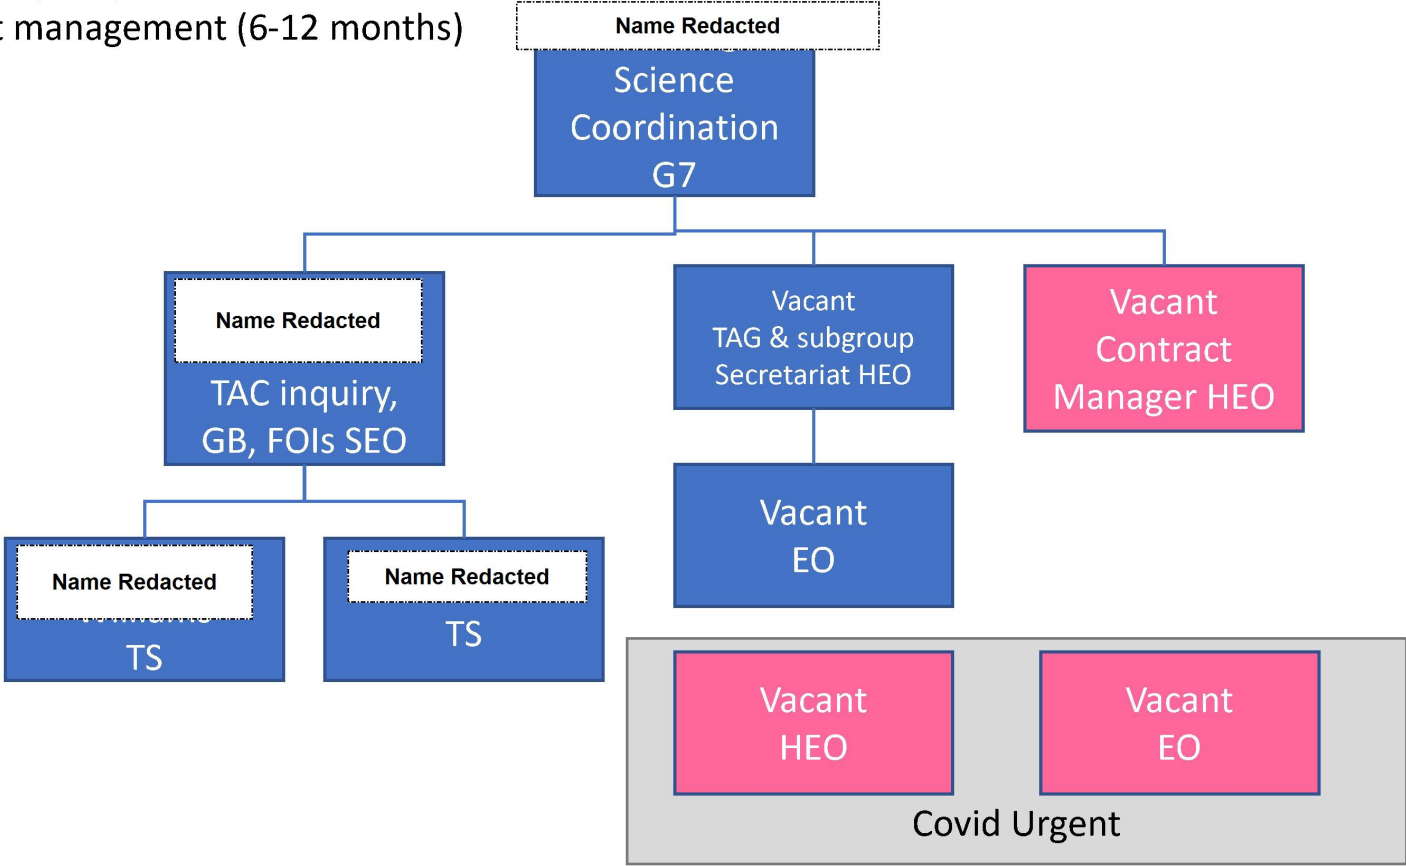 t management (6-12 months)
Name Redacted
Science
Coordination
G7
Name Redacted
TAC inquiry,
GB, FOIs SEO
Vacant
TAG & subgroup
Secretariat HEO
Vacant
Contract
Manager HEO
Name Redacted
TS
Name Redacted
TS
Vacant
EO
Vacant
HEO
Vacant
EO
Covid Urgent